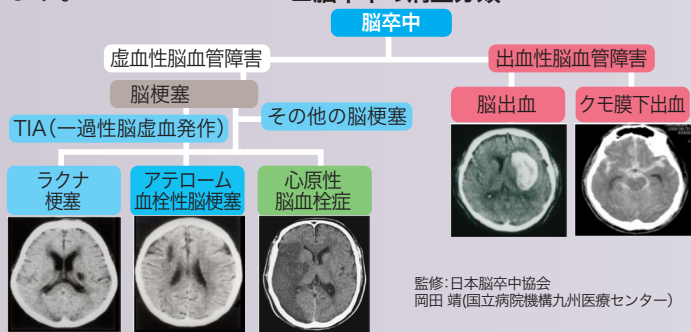 脳卒中
虚血性脳血管障害
出血性脳血管障害
脳梗塞
脳出血
クモ膜下出血
その他の脳梗塞
TIA(一過性脳虚血発作)
ラクナ
梗塞
アテローム
血栓性脳梗塞
心原性
脳血栓症
監修:日本脳卒中協会
岡田 靖(国立病院機構九州医療センター)